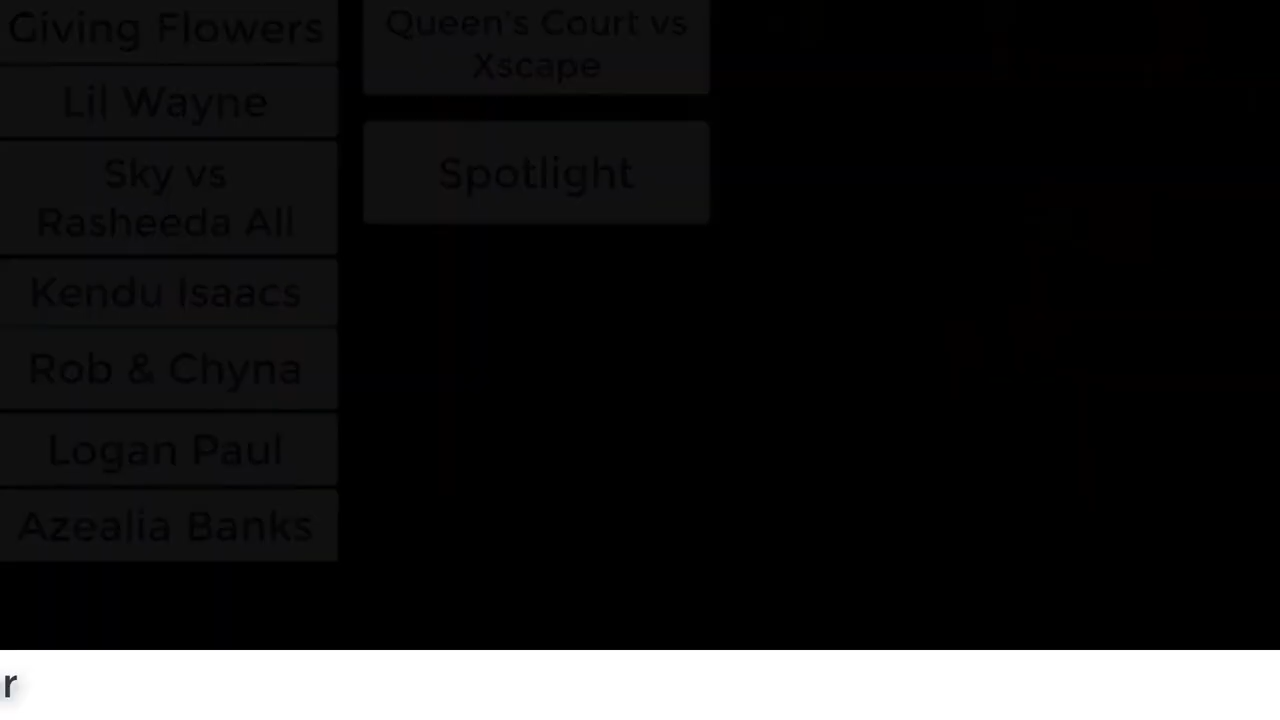 Giving Flowers
Lil Wayne
Sky vs
Rasheeda Ali
Kendu Isaacs
Rob & Chyna
Logan Paul
Azealia Banks
Queen's Court vs
Xscape
Spotlight
r